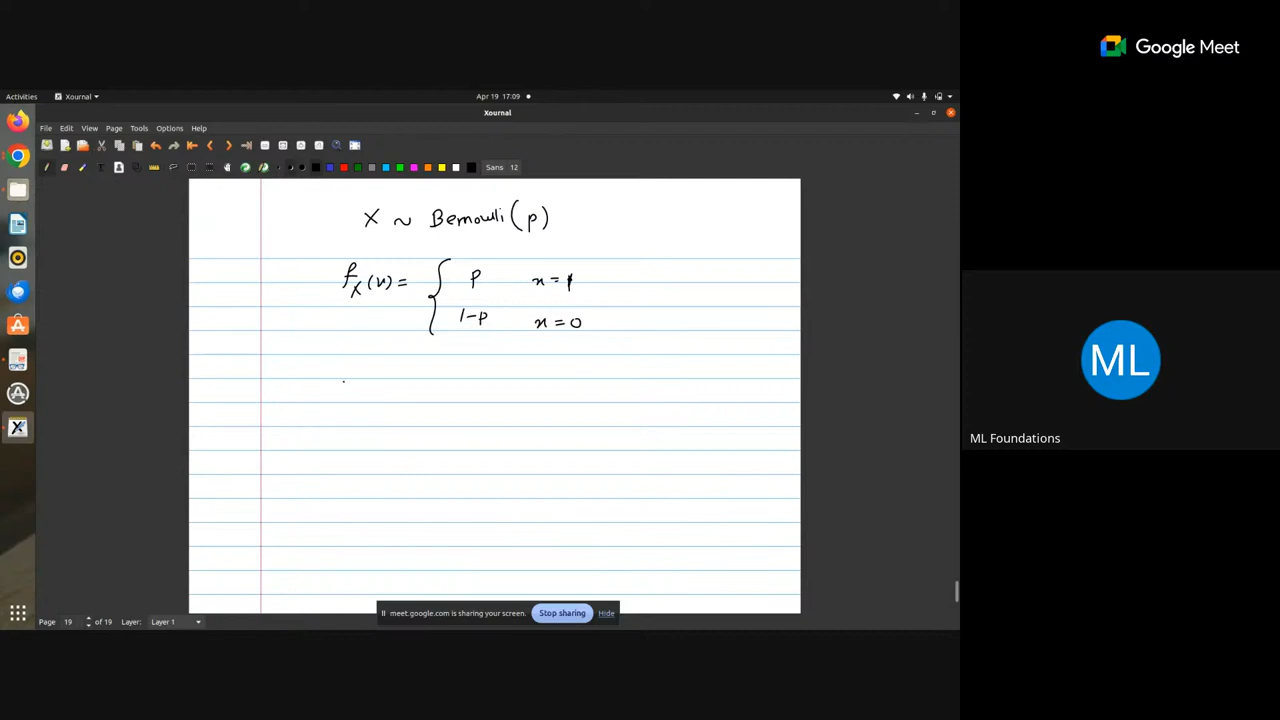 Google Meet
Activities
Xournal
Apr 19 17:09
Xournal
File Edit View Page Tools Options Help
Sans 12
X ~ Bernoulli (p)
f_X(x) = { p x = 1
1-p x = 0
ML
ML Foundations
meet.google.com is sharing your screen. Stop sharing Hide
Page 19 of 19 Layer: Layer 1